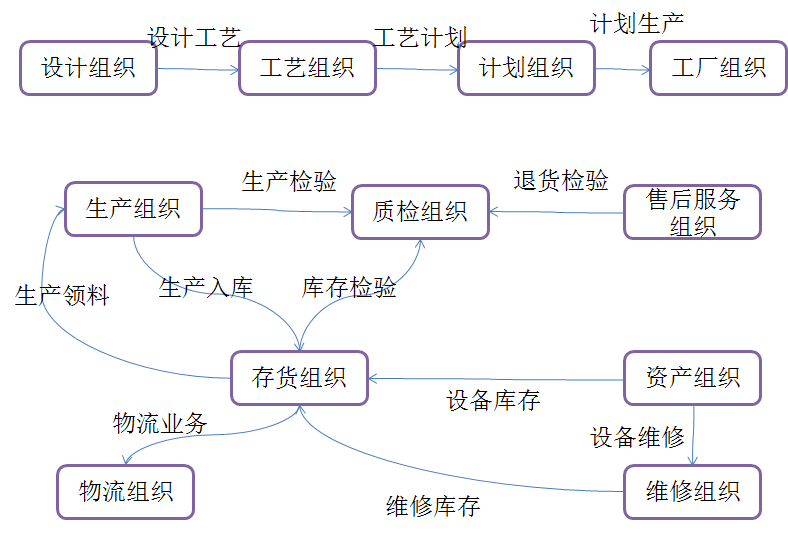 设计工艺
工艺计划
计划生产
设计组织
工艺组织
计划组织
工厂组织
生产检验
退货检验
生产组织
质检组织
售后服务
组织
生产领料
生产入库
库存检验
存货组织
资产组织
设备库存
物流业务
设备维修
物流组织
维修组织
维修库存